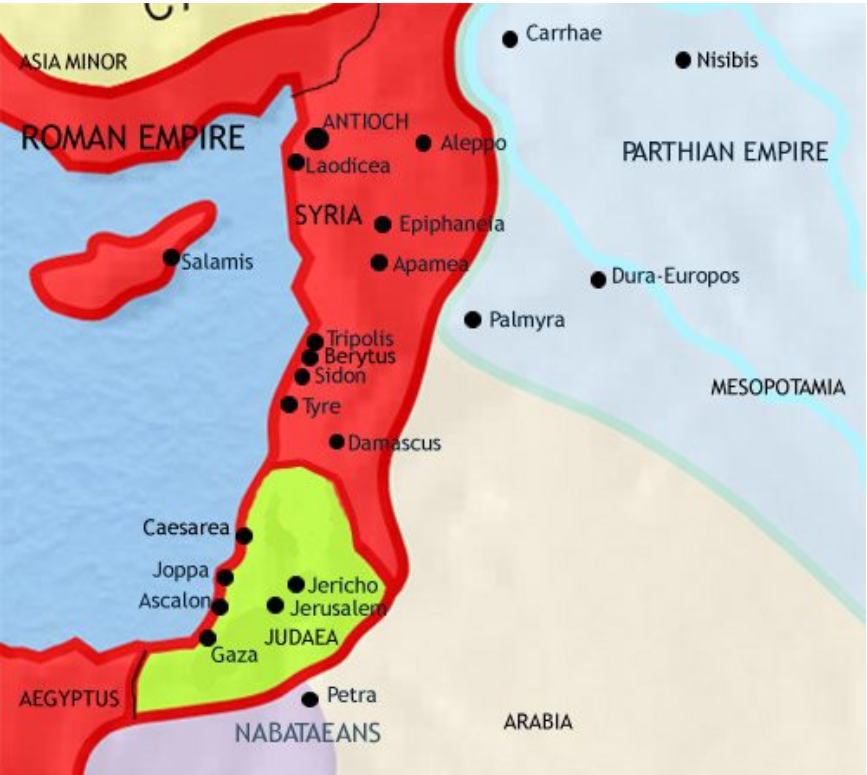 Carrhae
ASIA MINOR
Nisibis
ANTIOCH
ROMAN EMPIRE
Aleppo
PARTHIAN EMPIRE
Laodicea
SYRIA
Epiphaneia
Salamis
Apamea
Dura-Europos
Palmyra
Tripolis
Berytus
Sidon
MESOPOTAMIA
Tyre
Damascus
Caesarea
Joppa
Jericho
Ascalon
Jerusalem
JUDAEA
Gaza
AEGYPTUS
Petra
ARABIA
NABATAEANS